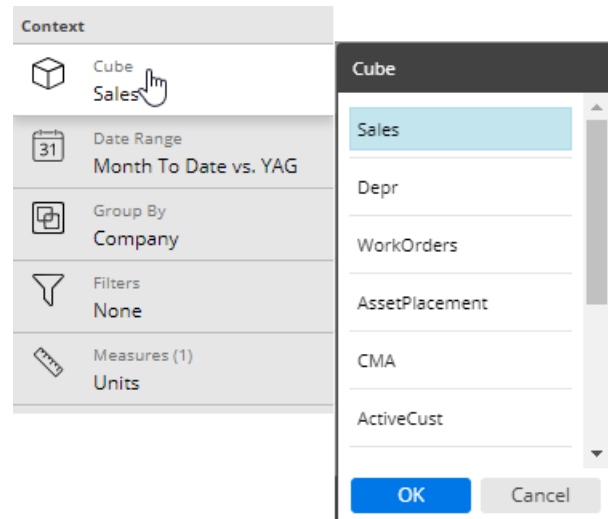 Context
Cube
Sales
31
Date Range
Month To Date vs. YAG
Group By
Company
Filters
None
Measures (1)
Units
Cube
Sales
Depr
WorkOrders
AssetPlacement
CMA
ActiveCust
OK
Cancel